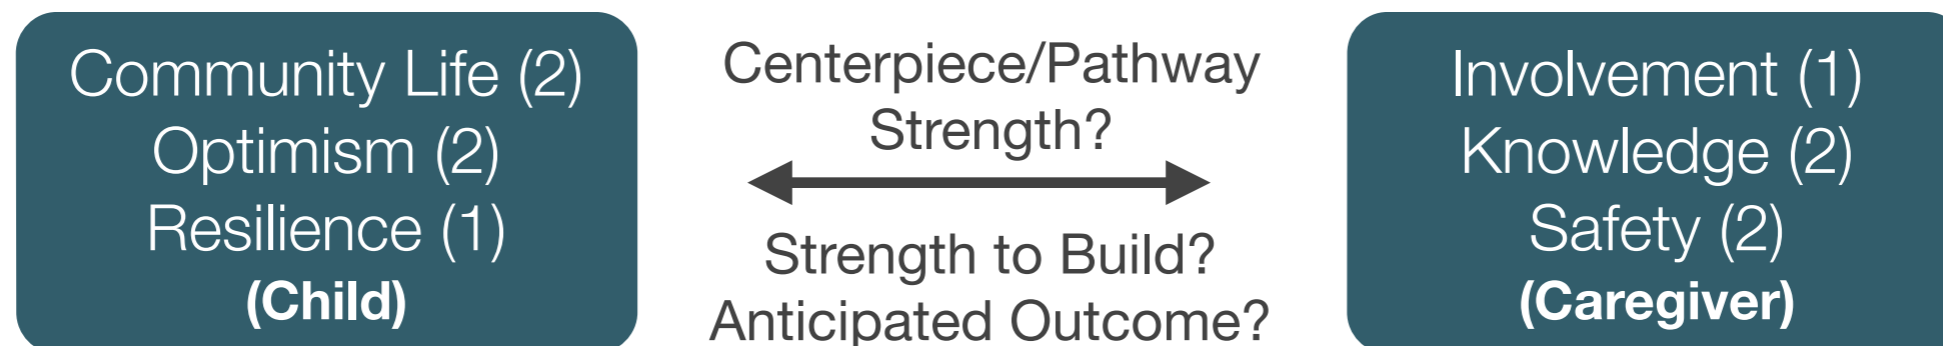 Community Life (2)
Optimism (2)
Resilience (1)
(Child)
Centerpiece/Pathway
Strength?
Strength to Build?
Anticipated Outcome?
Involvement (1)
Knowledge (2)
Safety (2)
(Caregiver)